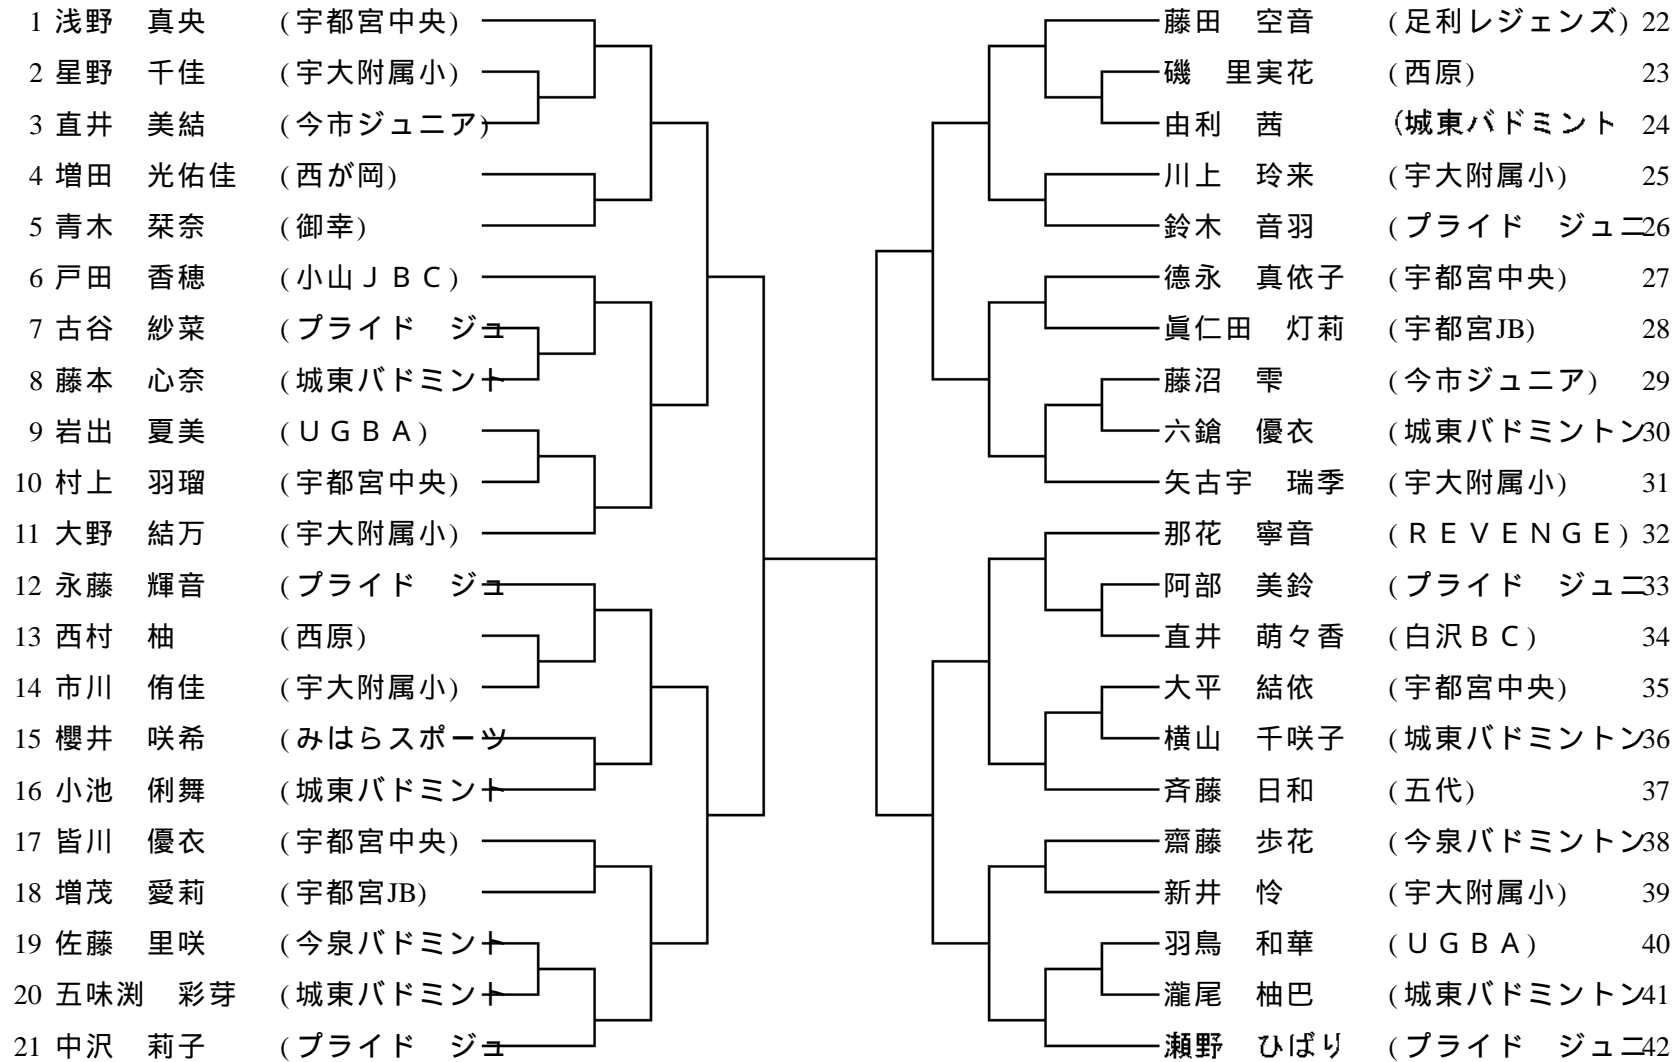 1 浅野　真央 (宇都宮中央)
2 星野　千佳 (宇大附属小)
3 直井　美結 (今市ジュニア)
4 増田　光佑佳 (西が岡)
5 青木　栞奈 (御幸)
6 戸田　香穂 (小山ＪＢＣ)
7 古谷　紗菜 (プライド　ジュ
8 藤本　心奈 (城東バドミント
9 岩出　夏美 (ＵＧＢＡ)
10 村上　羽瑠 (宇都宮中央)
11 大野　結万 (宇大附属小)
12 永藤　輝音 (プライド　ジュ
13 西村　柚 (西原)
14 市川　侑佳 (宇大附属小)
15 櫻井　咲希 (みはらスポーツ
16 小池　俐舞 (城東バドミント
17 皆川　優衣 (宇都宮中央)
18 増茂　愛莉 (宇都宮JB)
19 佐藤　里咲 (今泉バドミント
20 五味渕　彩芽 (城東バドミント
21 中沢　莉子 (プライド　ジュ
藤田　空音 (足利レジェンズ) 22
磯　里実花 (西原) 23
由利　茜 (城東バドミント 24
川上　玲来 (宇大附属小) 25
鈴木　音羽 (プライド　ジュニ26
德永　真依子 (宇都宮中央) 27
眞仁田　灯莉 (宇都宮JB) 28
藤沼　雫 (今市ジュニア) 29
六鎗　優衣 (城東バドミントン30
矢古宇　瑞季 (宇大附属小) 31
那花　寧音 (ＲＥＶＥＮＧＥ) 32
阿部　美鈴 (プライド　ジュニ33
直井　萌々香 (白沢ＢＣ) 34
大平　結依 (宇都宮中央) 35
横山　千咲子 (城東バドミントン36
斉藤　日和 (五代) 37
齋藤　歩花 (今泉バドミントン38
新井　怜 (宇大附属小) 39
羽鳥　和華 (ＵＧＢＡ) 40
瀧尾　柚巴 (城東バドミントン41
瀬野　ひばり (プライド　ジュニ42